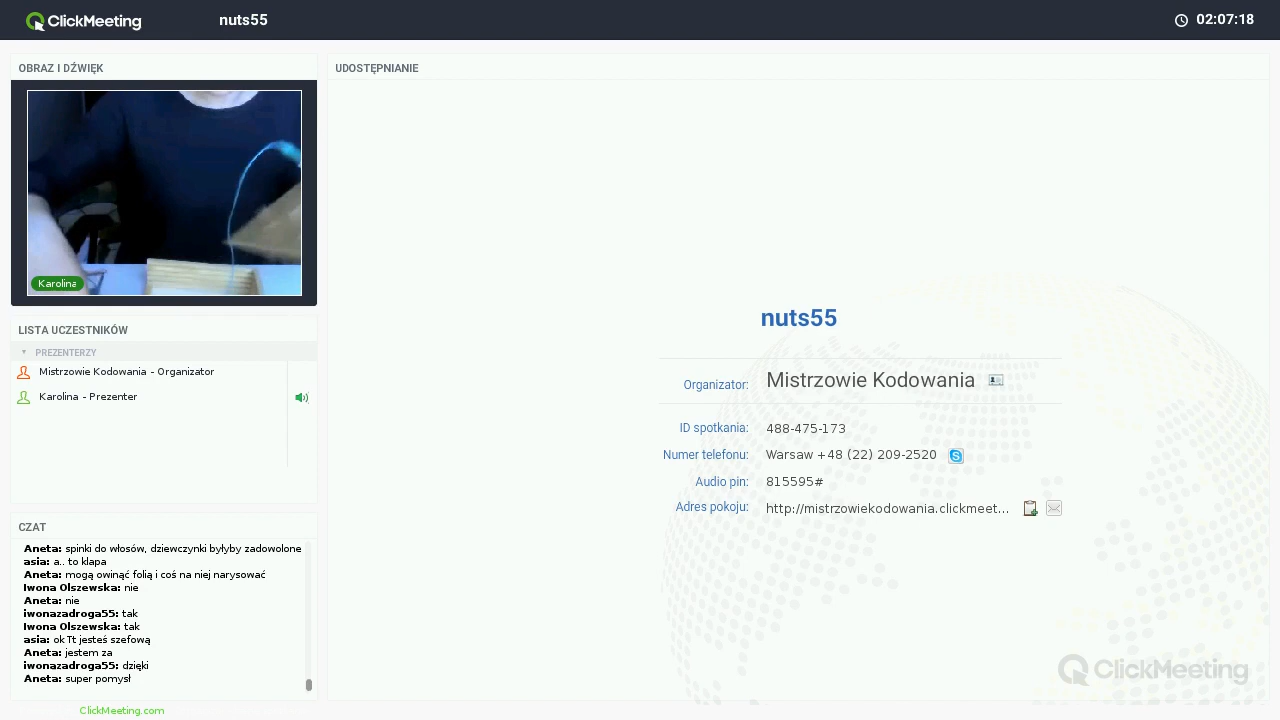 ClickMeeting
nuts55
02:07:18
OBRAZ I DŹWIĘK
Karolina
LISTA UCZESTNIKÓW
PREZENTERZY
Mistrzowie Kodowania - Organizator
Karolina - Prezenter
CZAT
Aneta: spinki do włosów, dziewczynki byłyby zadowolone
asia: a.. to klapa
Aneta: mogą owinąć folią i coś na niej narysować
Iwona Olszewska: nie
Aneta: nie
iwonazadroga55: tak
Iwona Olszewska: tak
asia: ok Tt jesteś szefową
Aneta: jestem za
iwonazadroga55: dzięki
Aneta: super pomysł
ClickMeeting.com
UDOSTĘPNIANIE
nuts55
Organizator: Mistrzowie Kodowania
ID spotkania: 488-475-173
Numer telefonu: Warsaw +48 (22) 209-2520
Audio pin: 815595#
Adres pokoju: http://mistrzowiekodowania.clickmeet...
ClickMeeting